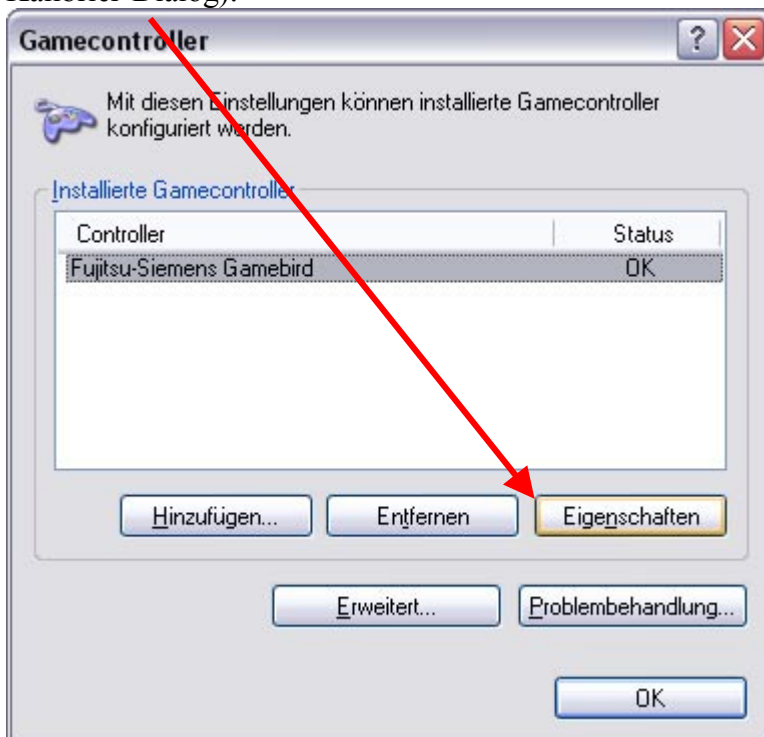 Gamecontroller
Mit diesen Einstellungen können installierte Gamecontroller
konfiguriert werden.
Installierte Gamecontroller
Controller Status
Fujitsu-Siemens Gamebird OK
Hinzufügen... Entfernen Eigenschaften
Erweitert... Problembehandlung...
OK